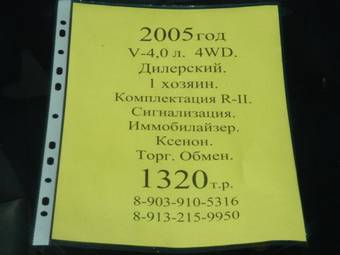 2005 год
V-4,0 л. 4WD.
Дилерский.
1 хозяин.
Комплектация R-II.
Сигнализация.
Иммобилайзер.
Ксенон.
Торг. Обмен.
1320 т.р.
8-903-910-5316
8-913-215-9950